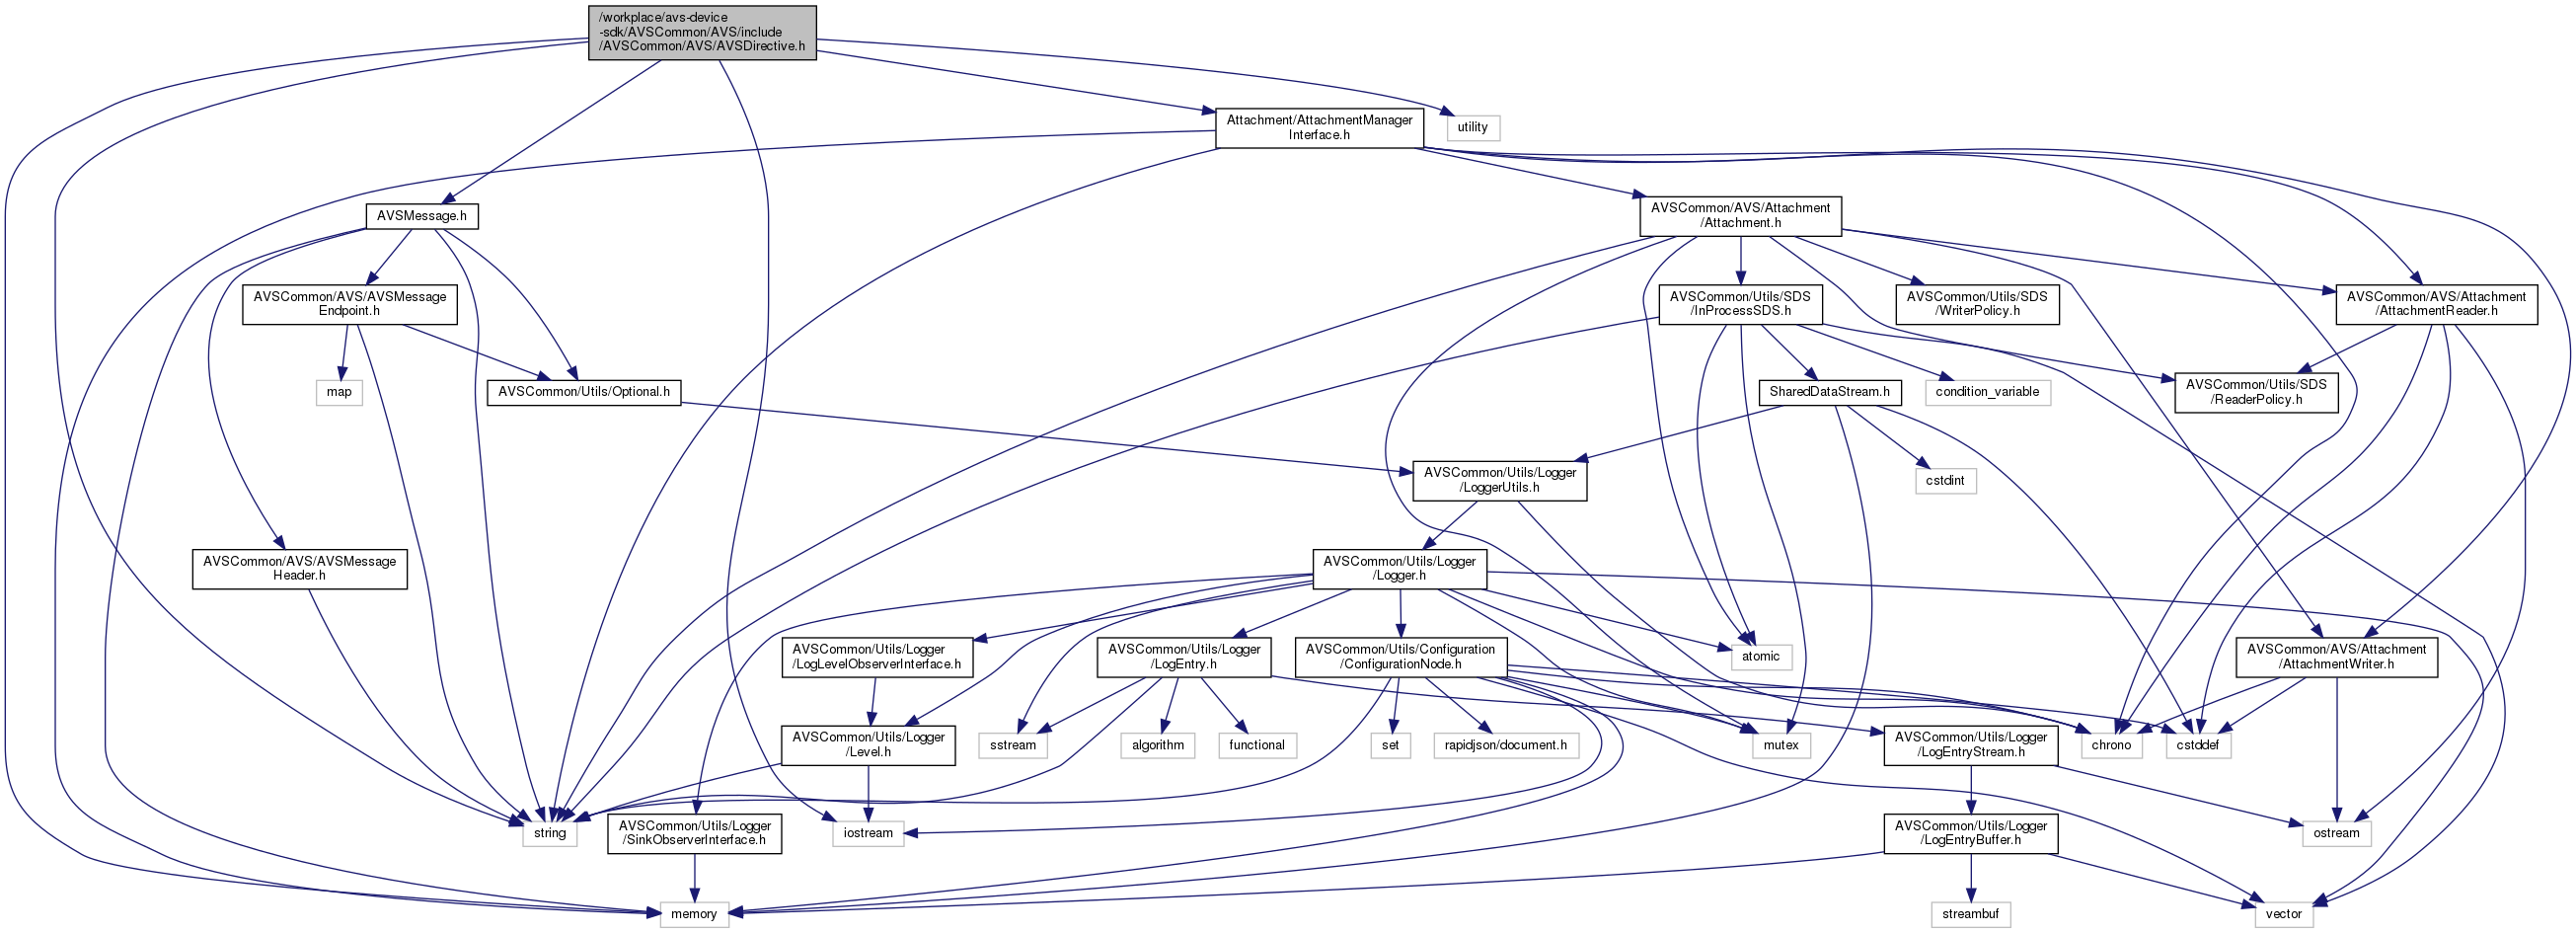 /workplace/avs-device
-sdk/AVSCommon/AVS/include
/AVSCommon/AVS/AVSDirective.h
Attachment/AttachmentManager
Interface.h
utility
AVSMessage.h
AVSCommon/AVS/Attachment
/Attachment.h
AVSCommon/AVS/AVSMessage
Endpoint.h
AVSCommon/Utils/SDS
/InProcessSDS.h
AVSCommon/Utils/SDS
/WriterPolicy.h
AVSCommon/AVS/Attachment
/AttachmentReader.h
map
AVSCommon/Utils/Optional.h
SharedDataStream.h
condition_variable
AVSCommon/Utils/SDS
/ReaderPolicy.h
AVSCommon/Utils/Logger
/LoggerUtils.h
cstdint
AVSCommon/AVS/AVSMessage
Header.h
AVSCommon/Utils/Logger
/Logger.h
AVSCommon/Utils/Logger
/LogLevelObserverInterface.h
AVSCommon/Utils/Logger
/LogEntry.h
AVSCommon/Utils/Configuration
/ConfigurationNode.h
atomic
AVSCommon/AVS/Attachment
/AttachmentWriter.h
AVSCommon/Utils/Logger
/Level.h
sstream
algorithm
functional
set
rapidjson/document.h
mutex
AVSCommon/Utils/Logger
/LogEntryStream.h
chrono
cstddef
string
AVSCommon/Utils/Logger
/SinkObserverInterface.h
iostream
AVSCommon/Utils/Logger
/LogEntryBuffer.h
ostream
memory
streambuf
vector